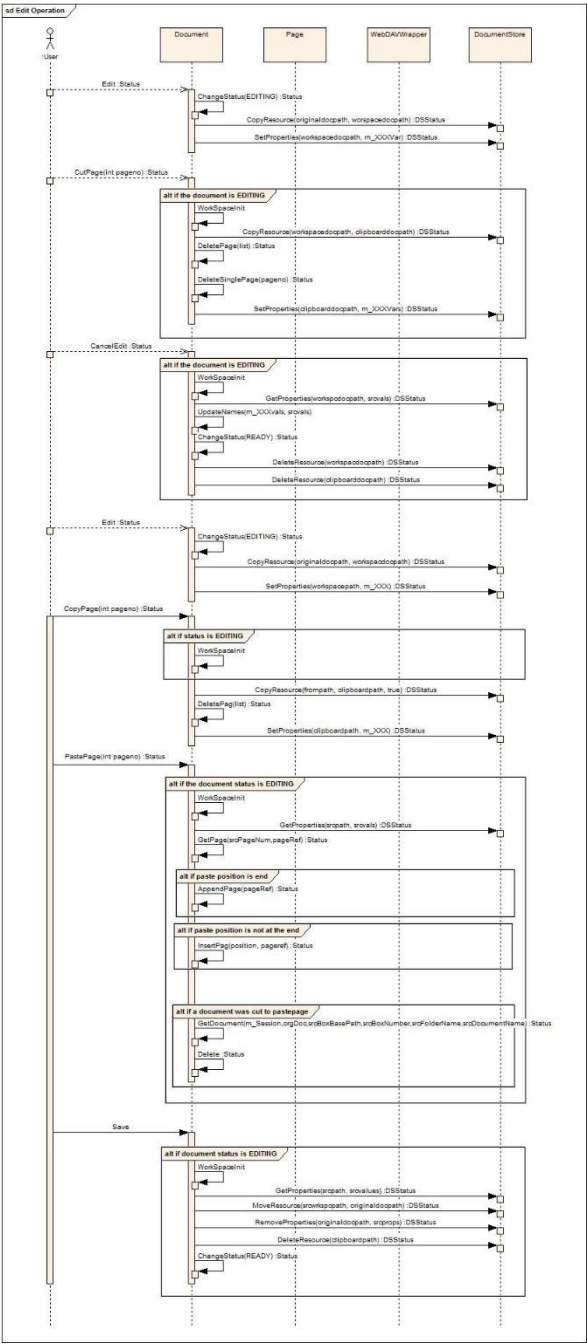 sd Edit Operation
:User
Document
Page
WebDAVWrapper
DocumentStore
Edit :Status
ChangeStatus(EDITING) :Status
CopyResource(originaldocpath, worspacedocpath) :DSStatus
SetProperties(workspacedocpath, m_XXXVar) :DSStatus
CutPage(int pageno) :Status
alt if the document is EDITING
WorkSpaceInit
CopyResource(workspacedocpath, clipboarddocpath) :DSStatus
DeletePage(list) :Status
DeleteSinglePage(pageno) :Status
SetProperties(clipboarddocpath, m_XXXVars) :DSStatus
CancelEdit :Status
alt if the document is EDITING
WorkSpaceInit
GetProperties(workspcdocpath, srcvals) :DSStatus
UpdateNames(m_XXXvals, srcvals)
ChangeStatus(READY) :Status
DeleteResource(workspacdocpath) :DSStatus
DeleteResource(clipboarddocpath) :DSStatus
Edit :Status
ChangeStatus(EDITING) :Status
CopyResource(originaldocpath, workspacedocpath) :DSStatus
SetProperties(workspacepath, m_XXX) :DSStatus
CopyPage(int pageno) :Status
alt if status is EDITING
WorkSpaceInit
CopyResource(frompath, clipboardpath, true) :DSStatus
DeletePag(list) :Status
SetProperties(clipboardpath, m_XXX) :DSStatus
PastePage(int pageno) :Status
alt if the document status is EDITING
WorkSpaceInit
GetProperties(srcpath, srcvals) :DSStatus
GetPage(srcPageNum,pageRef) :Status
alt if paste position is end
AppendPage(pageRef) :Status
alt if paste position is not at the end
InsertPag(position, pageref) :Status
alt if a document was cut to pastepage
GetDocument(m_Session,orgDoc,srcBoxBasePath,srcBoxNumber,srcFolderName,srcDocumentName) :Status
Delete :Status
Save
alt if document status is EDITING
WorkSpaceInit
GetProperties(srcpath, srcvalues) :DSStatus
MoveResource(srcwrkspcpath, originaldocpath) :DSStatus
RemoveProperties(originaldocpath, srcprops) :DSStatus
DeleteResource(clipboardpath) :DSStatus
ChangeStatus(READY) :Status